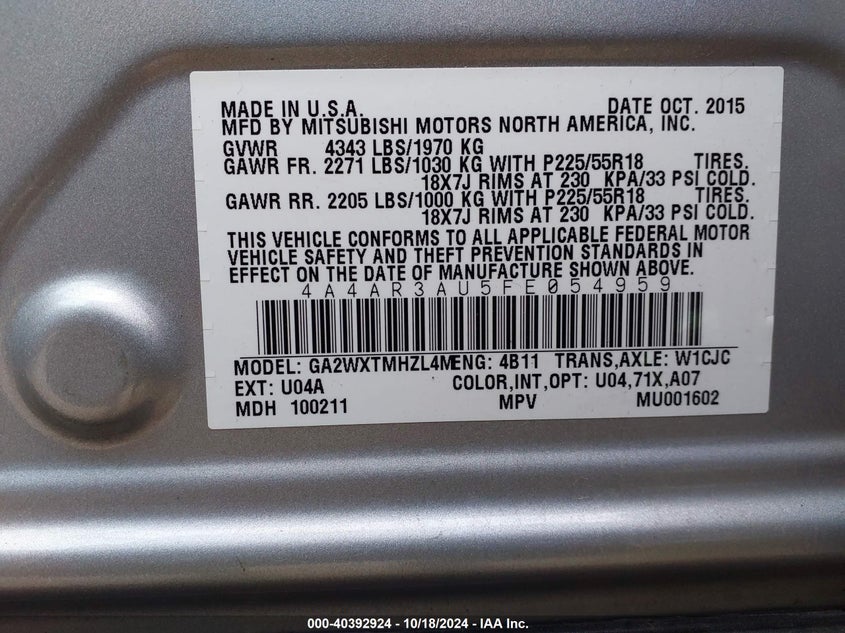 MADE IN U.S.A. DATE OCT. 2015
MFD BY MITSUBISHI MOTORS NORTH AMERICA, INC.
GVWR 4343 LBS/1970 KG
GAWR FR. 2271 LBS/1030 KG WITH P225/55R18 TIRES.
18X7J RIMS AT 230 KPA/33 PSI COLD.
GAWR RR. 2205 LBS/1000 KG WITH P225/55R18 TIRES.
18X7J RIMS AT 230 KPA/33 PSI COLD.
THIS VEHICLE CONFORMS TO ALL APPLICABLE FEDERAL MOTOR
VEHICLE SAFETY AND THEFT PREVENTION STANDARDS IN
EFFECT ON THE DATE OF MANUFACTURE SHOWN ABOVE.
4A4AR3AU5FE054959
MODEL: GA2WXTMHZL4MENG: 4B11 TRANS,AXLE: W1CJC
EXT: U04A COLOR,INT,OPT: U04,71X,A07
MDH 100211 MPV MU001602
000-40392924 - 10/18/2024 - IAA Inc.